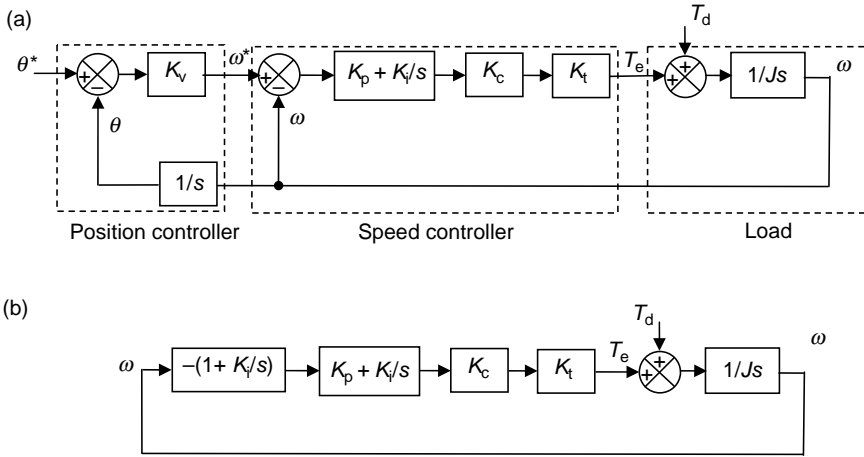 (a)
T_d
θ* + − K_v ω* + − K_p + K_i/s K_c K_t T_e + + 1/Js ω
θ ω
1/s
Position controller Speed controller Load
(b)
T_d
ω −(1+ K_i/s) K_p + K_i/s K_c K_t T_e + + 1/Js ω